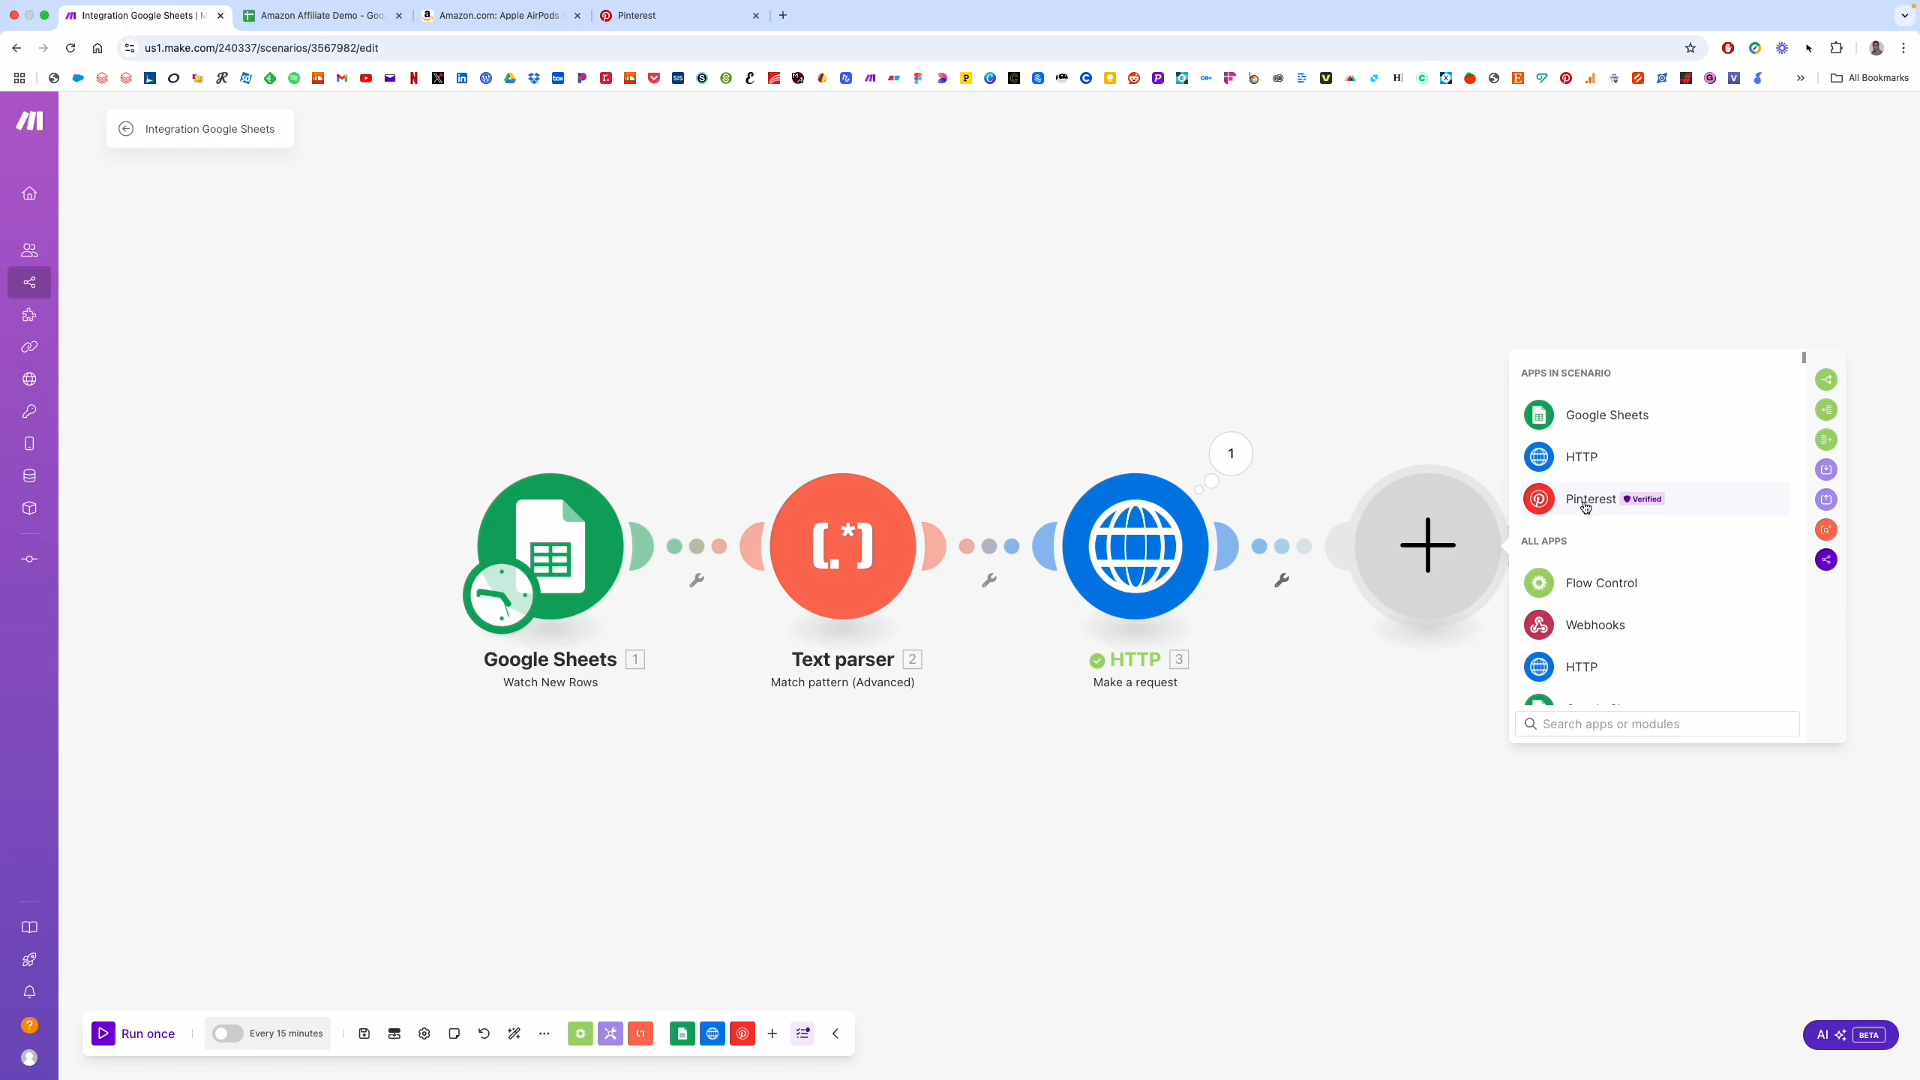 Integration Google Sheets | M
Amazon Affiliate Demo - Goo
Amazon.com: Apple AirPods
Pinterest
us1.make.com/240337/scenarios/3567982/edit
All Bookmarks
Integration Google Sheets
APPS IN SCENARIO
Google Sheets
HTTP
Pinterest Verified
ALL APPS
Flow Control
Webhooks
HTTP
Search apps or modules
1
Google Sheets 1
Watch New Rows
Text parser 2
Match pattern (Advanced)
HTTP 3
Make a request
Run once
Every 15 minutes
AI BETA